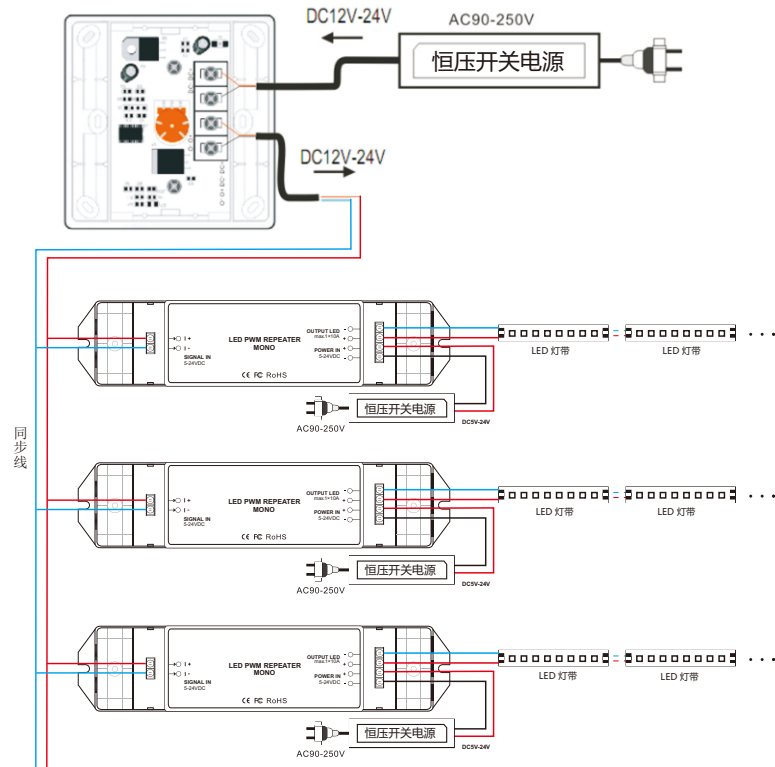 DC12V-24V
AC90-250V
恒压开关电源
DC12V-24V
同步线
I +
I -
SIGNAL IN
5-24VDC
LED PWM REPEATER
MONO
CE FC RoHS
OUTPUT LED
max.1×10A
POWER IN
5-24VDC
-
+
+
-
LED 灯带
LED 灯带
. . .
恒压开关电源
AC90-250V
DC5V-24V
I +
I -
SIGNAL IN
5-24VDC
LED PWM REPEATER
MONO
CE FC RoHS
OUTPUT LED
max.1×10A
POWER IN
5-24VDC
-
+
+
-
LED 灯带
LED 灯带
. . .
恒压开关电源
AC90-250V
DC5V-24V
I +
I -
SIGNAL IN
5-24VDC
LED PWM REPEATER
MONO
CE FC RoHS
OUTPUT LED
max.1×10A
POWER IN
5-24VDC
-
+
+
-
LED 灯带
LED 灯带
. . .
恒压开关电源
AC90-250V
DC5V-24V